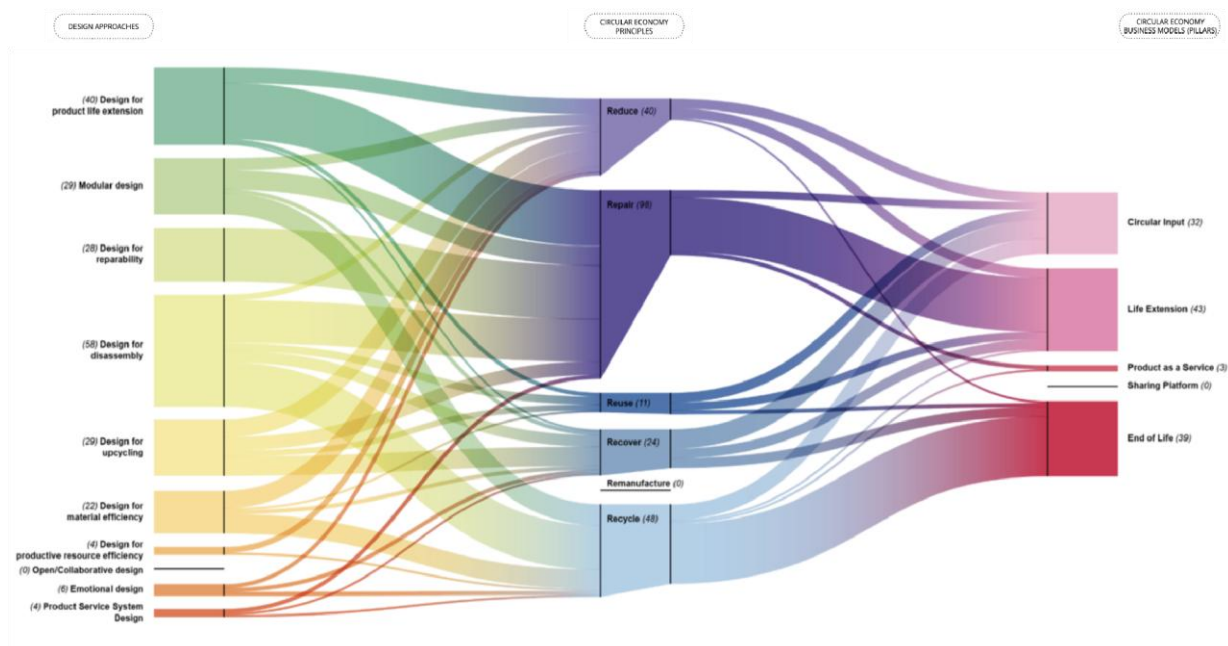 DESIGN APPROACHES
CIRCULAR ECONOMY
PRINCIPLES
CIRCULAR ECONOMY
BUSINESS MODELS (PILLARS)
(40) Design for
product life extension
(29) Modular design
(28) Design for
reparability
(58) Design for
disassembly
(29) Design for
upcycling
(22) Design for
material efficiency
(4) Design for
productive resource efficiency
(0) Open/Collaborative design
(6) Emotional design
(4) Product Service System
Design
Reduce (40)
Repair (98)
Reuse (11)
Recover (24)
Remanufacture (0)
Recycle (48)
Circular Input (32)
Life Extension (43)
Product as a Service (3)
Sharing Platform (0)
End of Life (39)